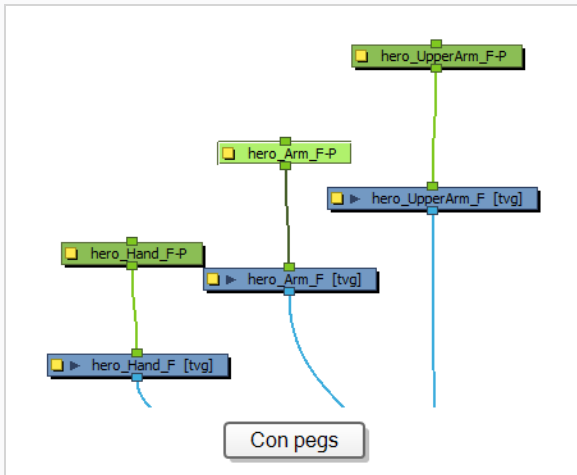 hero_UpperArm_F-P
hero_Arm_F-P
hero_UpperArm_F [tvg]
hero_Hand_F-P
hero_Arm_F [tvg]
hero_Hand_F [tvg]
Con pegs